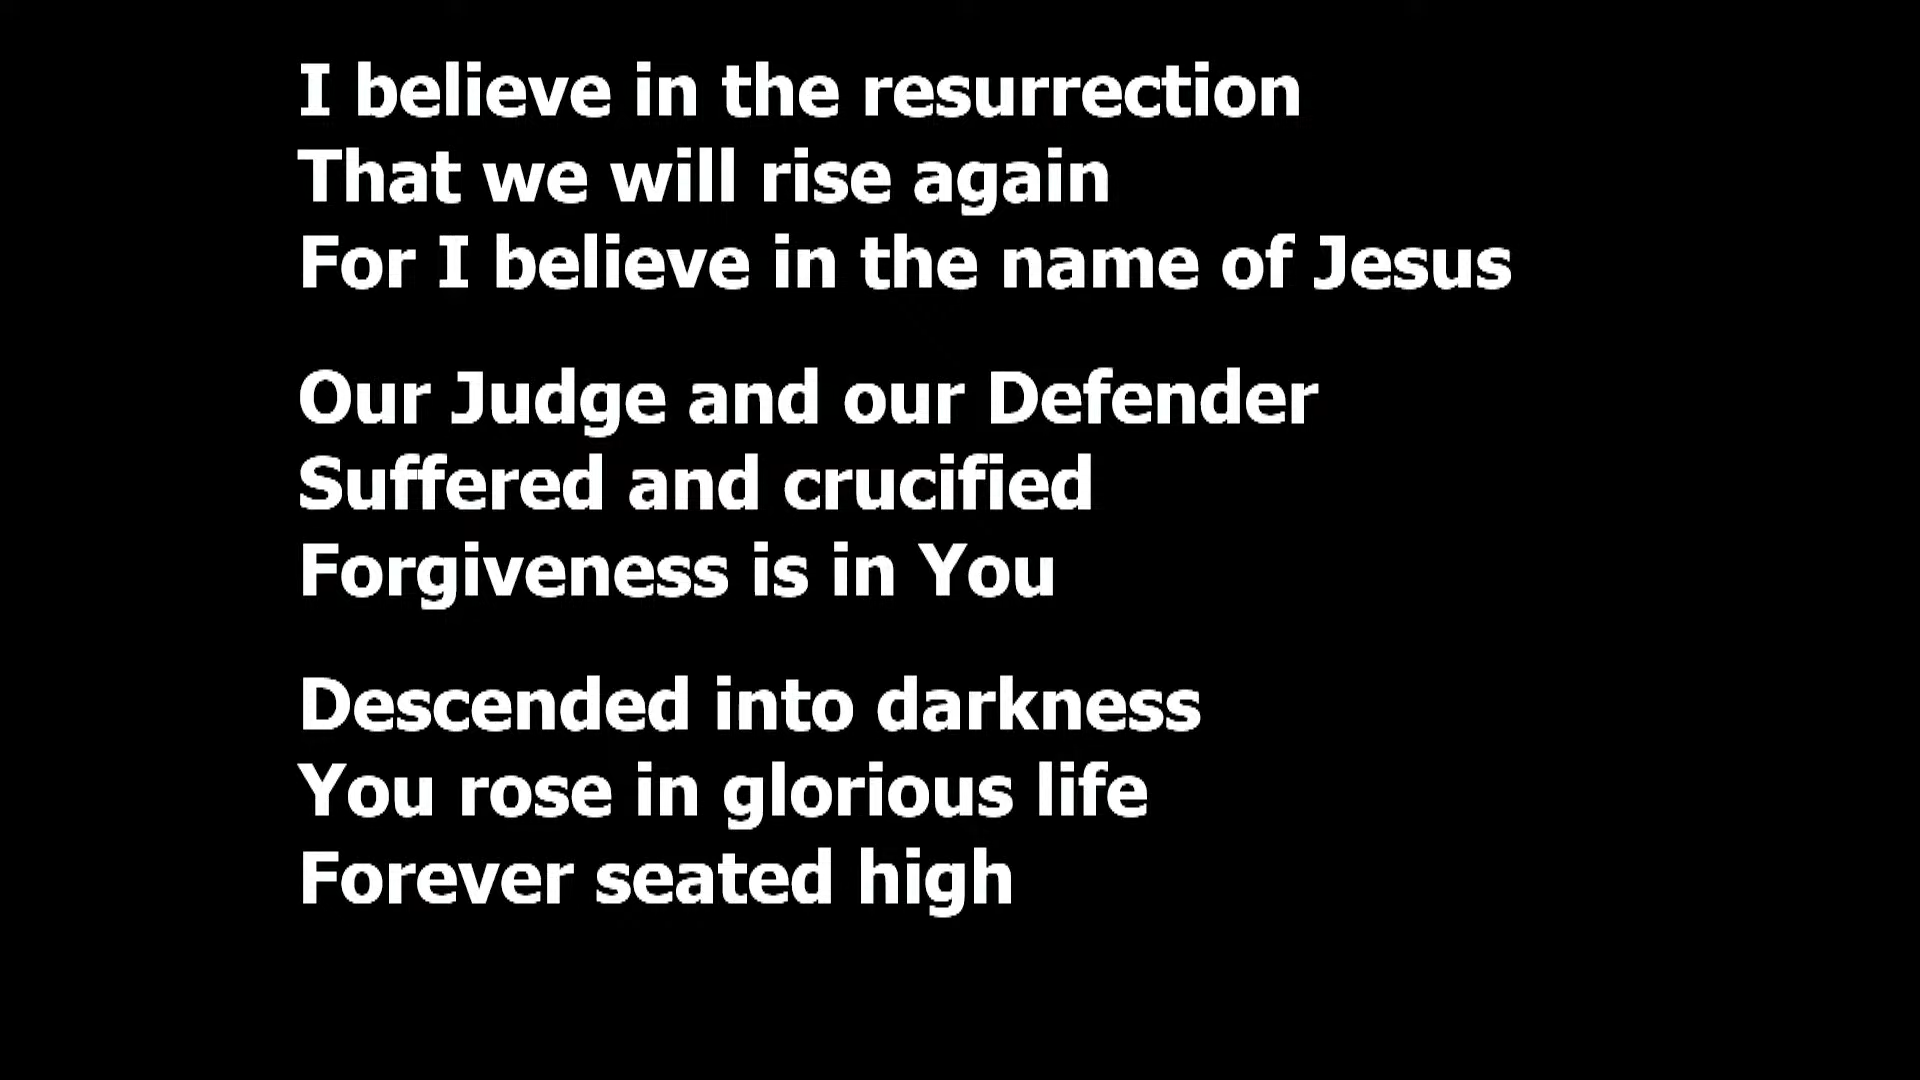 I believe in the resurrection
That we will rise again
For I believe in the name of Jesus
Our Judge and our Defender
Suffered and crucified
Forgiveness is in You
Descended into darkness
You rose in glorious life
Forever seated high